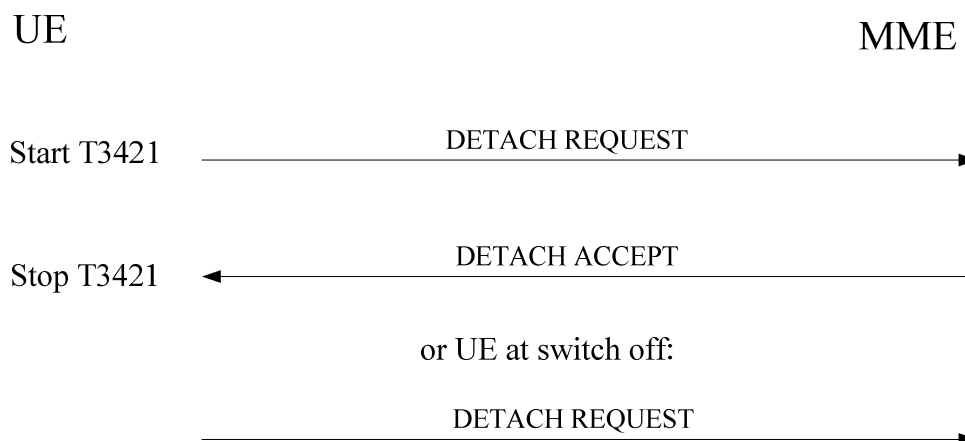 UE MME
Start T3421 DETACH REQUEST
Stop T3421 DETACH ACCEPT
or UE at switch off:
DETACH REQUEST